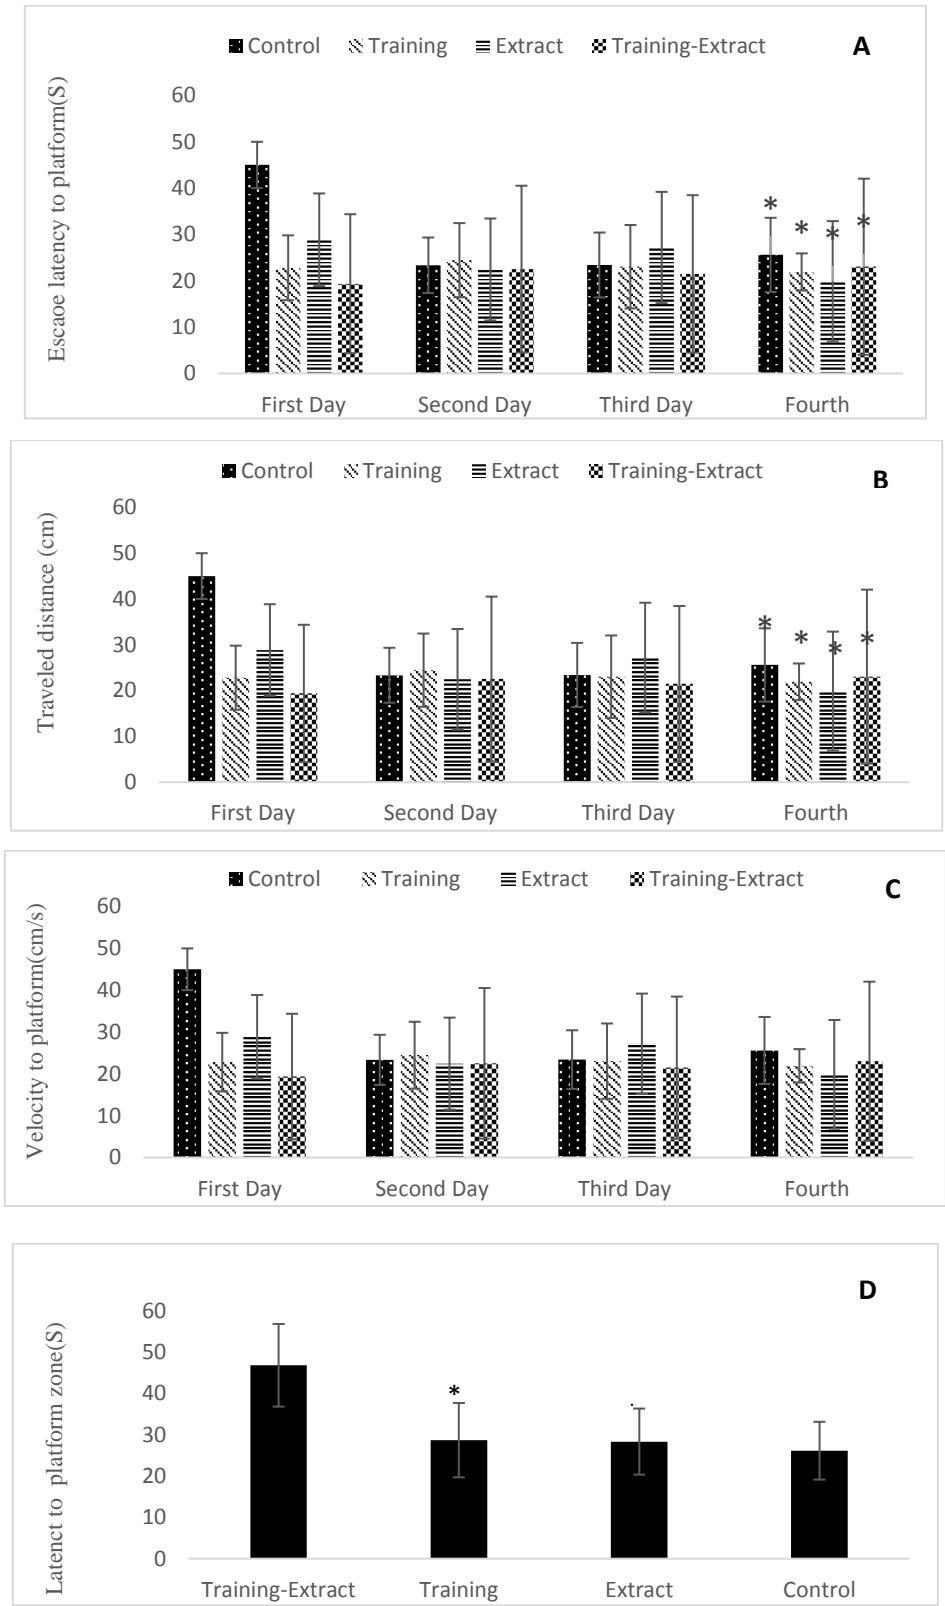 Control Training Extract Training-Extract
A
Escaoe latency to platform(S)
60
50
40
30
20
10
0
* * * *
First Day Second Day Third Day Fourth
Control Training Extract Training-Extract
B
Traveled distance (cm)
60
50
40
30
20
10
0
* * * *
First Day Second Day Third Day Fourth
Control Training Extract Training-Extract
C
Velocity to platform(cm/s)
60
50
40
30
20
10
0
First Day Second Day Third Day Fourth
D
Latenct to platform zone(S)
60
50
40
30
20
10
0
*
Training-Extract Training Extract Control